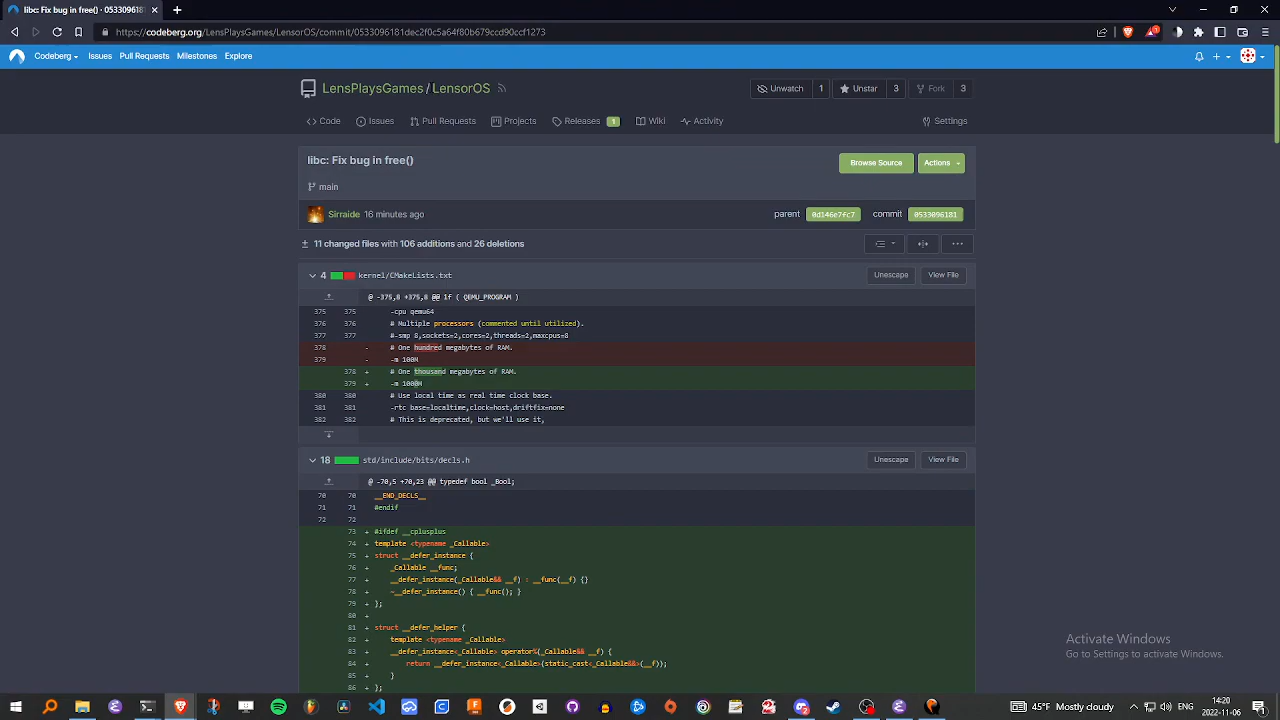 libc: Fix bug in free() · 0533096181
https://codeberg.org/LensPlaysGames/LensorOS/commit/0533096181dec2f0c5a64f80b679ccd90ccf1273
Codeberg Issues Pull Requests Milestones Explore
LensPlaysGames / LensorOS
Unwatch 1 Unstar 3 Fork 3
Code Issues Pull Requests Projects Releases 1 Wiki Activity Settings
libc: Fix bug in free()
Browse Source Actions
main
Sirraide 16 minutes ago
parent 0d146e7fc7 commit 0533096181
11 changed files with 106 additions and 26 deletions
4 kernel/CMakeLists.txt Unescape View File
@ -375,8 +375,8 @@ if ( QEMU_PROGRAM )
375 375 -cpu qemu64
376 376 # Multiple processors (commented until utilized).
377 377 #-smp 8,sockets=2,cores=2,threads=2,maxcpus=8
378 - # One hundred megabytes of RAM.
379 - -m 100M
378 + # One thousand megabytes of RAM.
379 + -m 1000M
380 380 # Use local time as real time clock base.
381 381 -rtc base=localtime,clock=host,driftfix=none
382 382 # This is deprecated, but we'll use it,
18 std/include/bits/decls.h Unescape View File
@ -70,5 +70,23 @@ typedef bool _Bool;
70 70 __END_DECLS__
71 71 #endif
72 72
73 + #ifdef __cplusplus
74 + template <typename _Callable>
75 + struct __defer_instance {
76 + _Callable __func;
77 + __defer_instance(_Callable&& __f) : __func(__f) {}
78 + ~__defer_instance() { __func(); }
79 + };
80 +
81 + struct __defer_helper {
82 + template <typename _Callable>
83 + __defer_instance<_Callable> operator%(_Callable&& __f) {
84 + return __defer_instance<_Callable>(static_cast<_Callable&&>(__f));
85 + }
86 + };
Activate Windows
Go to Settings to activate Windows.
45°F Mostly cloudy
ENG
14:20
2022-11-06